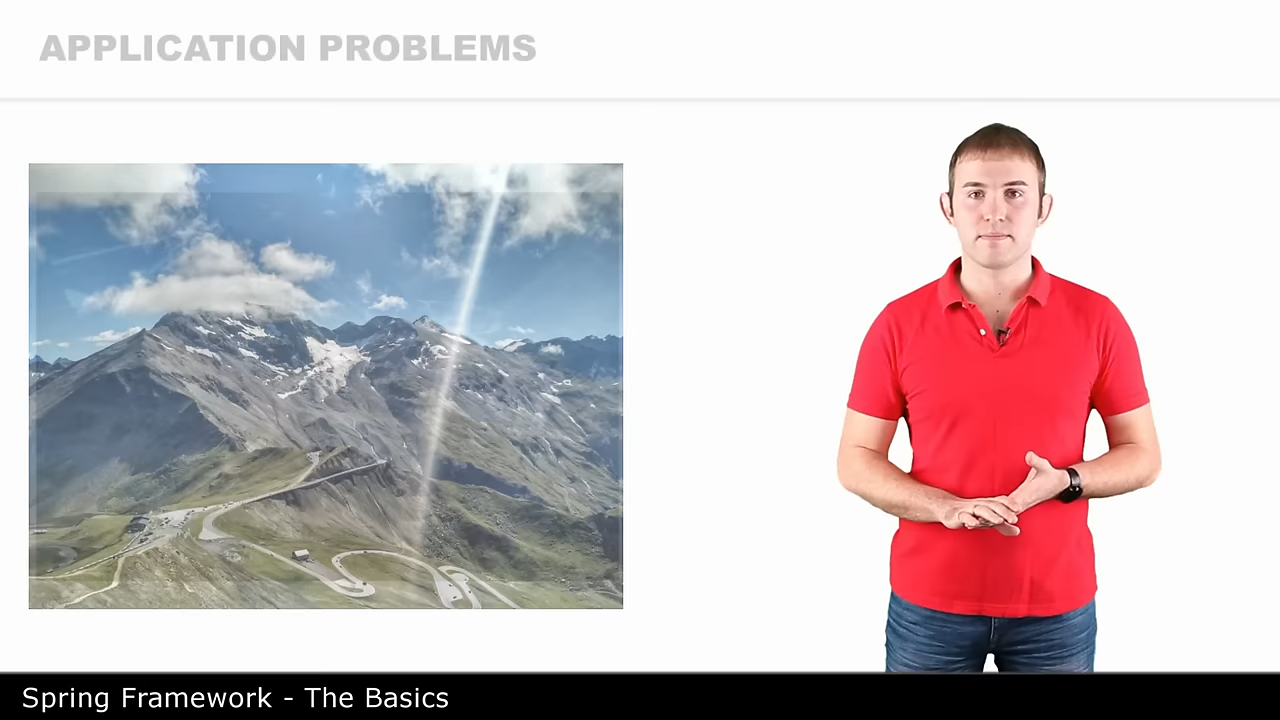 APPLICATION PROBLEMS
Spring Framework - The Basics